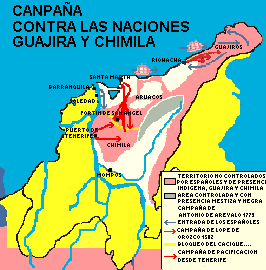 CANPAÑA
CONTRA LAS NACIONES
GUAJIRA Y CHIMILA
GUAJIROS
RIOHACHA
SANTA MARTA
BARRANQUILLA
ARUACOS
SOLEDAD
FORTIN DE SAN ANGEL
PUERTO DE
TENERIFE
CHIMILA
MOMPOS
TERRITORIO NO CONTROLADOS
POR ESPAÑOLES Y DE PRESENCIA
INDIGENA, GUAJIRA Y CHIMILA
AREA CONTROLADA Y CON
PRESENCIA MESTIZA Y NEGRA
CAMPAÑA DE
ANTONIO DE AREVALO 1773
ENTRADA DE LOS ESPAÑOLES
CAMPAÑA DE LOPE DE
OROZCO 1582
BLOQUEO DEL CACIQUE....
CAMPAÑA DE PACIFICACION
DESDE TENERIFE